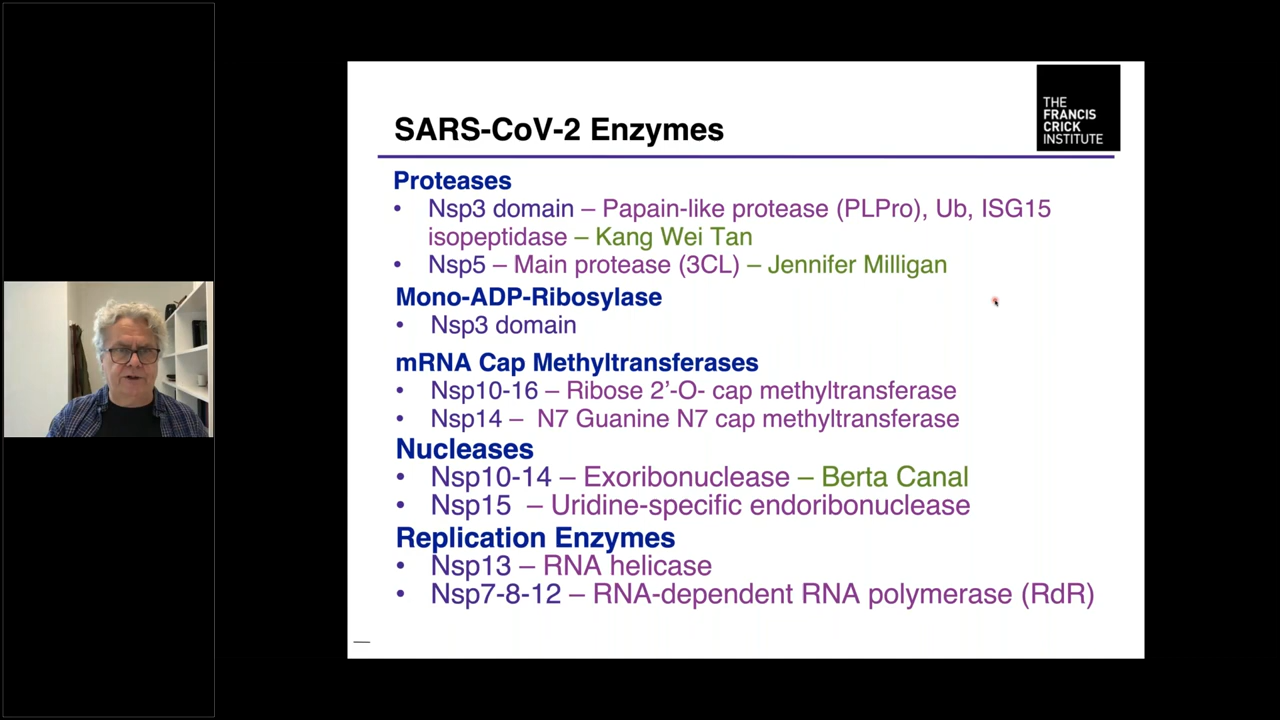 THE
FRANCIS
CRICK
INSTITUTE
SARS-CoV-2 Enzymes
Proteases
• Nsp3 domain – Papain-like protease (PLPro), Ub, ISG15
isopeptidase – Kang Wei Tan
• Nsp5 – Main protease (3CL) – Jennifer Milligan
Mono-ADP-Ribosylase
• Nsp3 domain
mRNA Cap Methyltransferases
• Nsp10-16 – Ribose 2’-O- cap methyltransferase
• Nsp14 – N7 Guanine N7 cap methyltransferase
Nucleases
• Nsp10-14 – Exoribonuclease – Berta Canal
• Nsp15 – Uridine-specific endoribonuclease
Replication Enzymes
• Nsp13 – RNA helicase
• Nsp7-8-12 – RNA-dependent RNA polymerase (RdR)